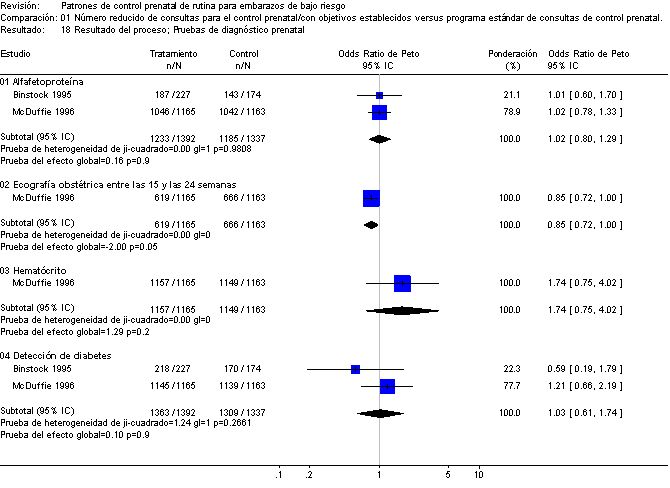 Revisión: Patrones de control prenatal de rutina para embarazos de bajo riesgo
Comparación: 01 Número reducido de consultas para el control prenatal/con objetivos establecidos versus programa estándar de consultas de control prenatal.
Resultado: 18 Resultado del proceso; Pruebas de diagnóstico prenatal
Estudio Tratamiento n/N Control n/N Odds Ratio de Peto 95% IC Ponderación (%) Odds Ratio de Peto 95% IC
01 Alfafetoproteína
Binstock 1995 187 / 227 143 / 174 21.1 1.01 [ 0.60, 1.70 ]
McDuffie 1996 1046 / 1165 1042 / 1163 78.9 1.02 [ 0.78, 1.33 ]
Subtotal (95% IC) 1233 / 1392 1185 / 1337 100.0 1.02 [ 0.80, 1.29 ]
Prueba de heterogeneidad de ji-cuadrado=0.00 gl=1 p=0.9808
Prueba del efecto global=0.16 p=0.9
02 Ecografía obstétrica entre las 15 y las 24 semanas
McDuffie 1996 619 / 1165 666 / 1163 100.0 0.85 [ 0.72, 1.00 ]
Subtotal (95% IC) 619 / 1165 666 / 1163 100.0 0.85 [ 0.72, 1.00 ]
Prueba de heterogeneidad de ji-cuadrado=0.00 gl=0
Prueba del efecto global=-2.00 p=0.05
03 Hematócrito
McDuffie 1996 1157 / 1165 1149 / 1163 100.0 1.74 [ 0.75, 4.02 ]
Subtotal (95% IC) 1157 / 1165 1149 / 1163 100.0 1.74 [ 0.75, 4.02 ]
Prueba de heterogeneidad de ji-cuadrado=0.00 gl=0
Prueba del efecto global=1.29 p=0.2
04 Detección de diabetes
Binstock 1995 218 / 227 170 / 174 22.3 0.59 [ 0.19, 1.79 ]
McDuffie 1996 1145 / 1165 1139 / 1163 77.7 1.21 [ 0.66, 2.19 ]
Subtotal (95% IC) 1363 / 1392 1309 / 1337 100.0 1.03 [ 0.61, 1.74 ]
Prueba de heterogeneidad de ji-cuadrado=1.24 gl=1 p=0.2661
Prueba del efecto global=0.10 p=0.9
.1 .2 1 5 10